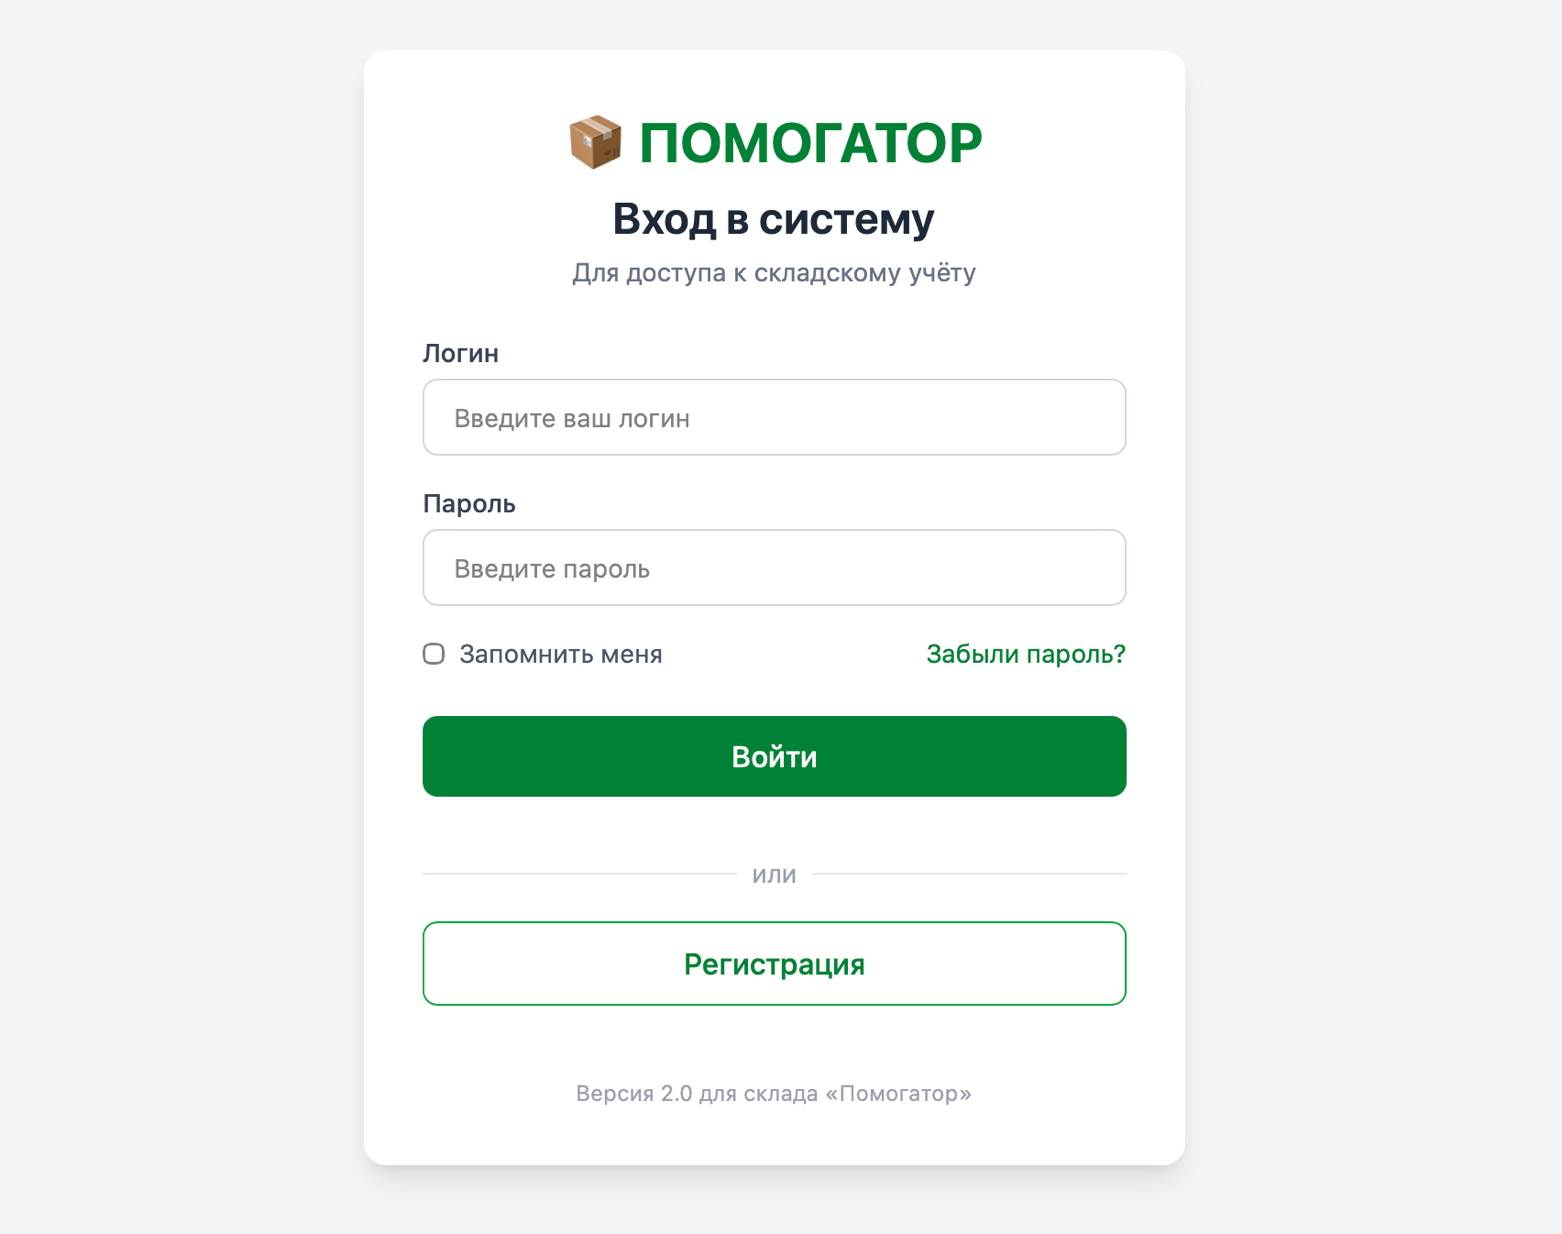 ПОМОГАТОР
Вход в систему
Для доступа к складскому учёту
Логин
Введите ваш логин
Пароль
Введите пароль
Запомнить меня
Забыли пароль?
Войти
или
Регистрация
Версия 2.0 для склада «Помогатор»